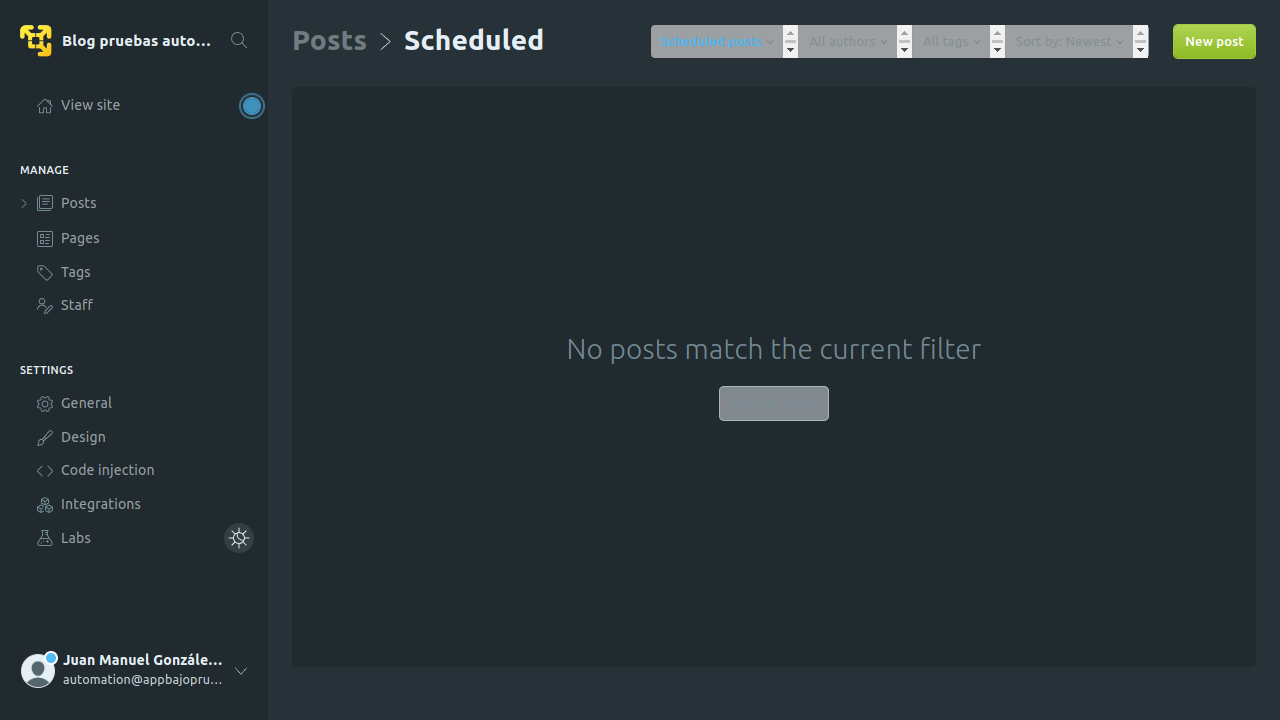 Blog pruebas auto...
Posts > Scheduled
Scheduled posts
All authors
All tags
Sort by: Newest
New post
View site
MANAGE
Posts
Pages
Tags
Staff
No posts match the current filter
SETTINGS
General
Design
Code injection
Integrations
Labs
Juan Manuel Gonzále...
automation@appbajopru...